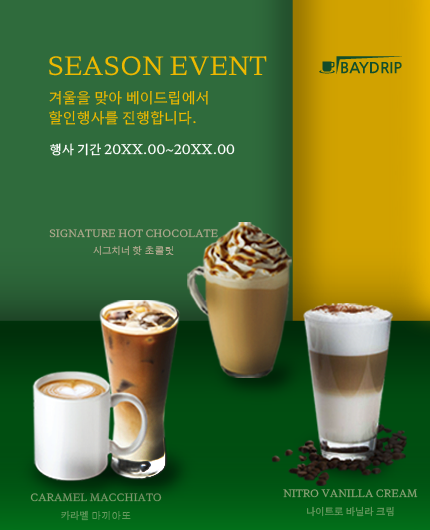 SEASON EVENT
BAYDRIP
겨울을 맞아 베이드립에서
할인행사를 진행합니다.
행사 기간 20XX.00~20XX.00
SIGNATURE HOT CHOCOLATE
시그니처 핫 초콜릿
CARAMEL MACCHIATO
카라멜 마끼아또
NITRO VANILLA CREAM
나이트로 바닐라 크림